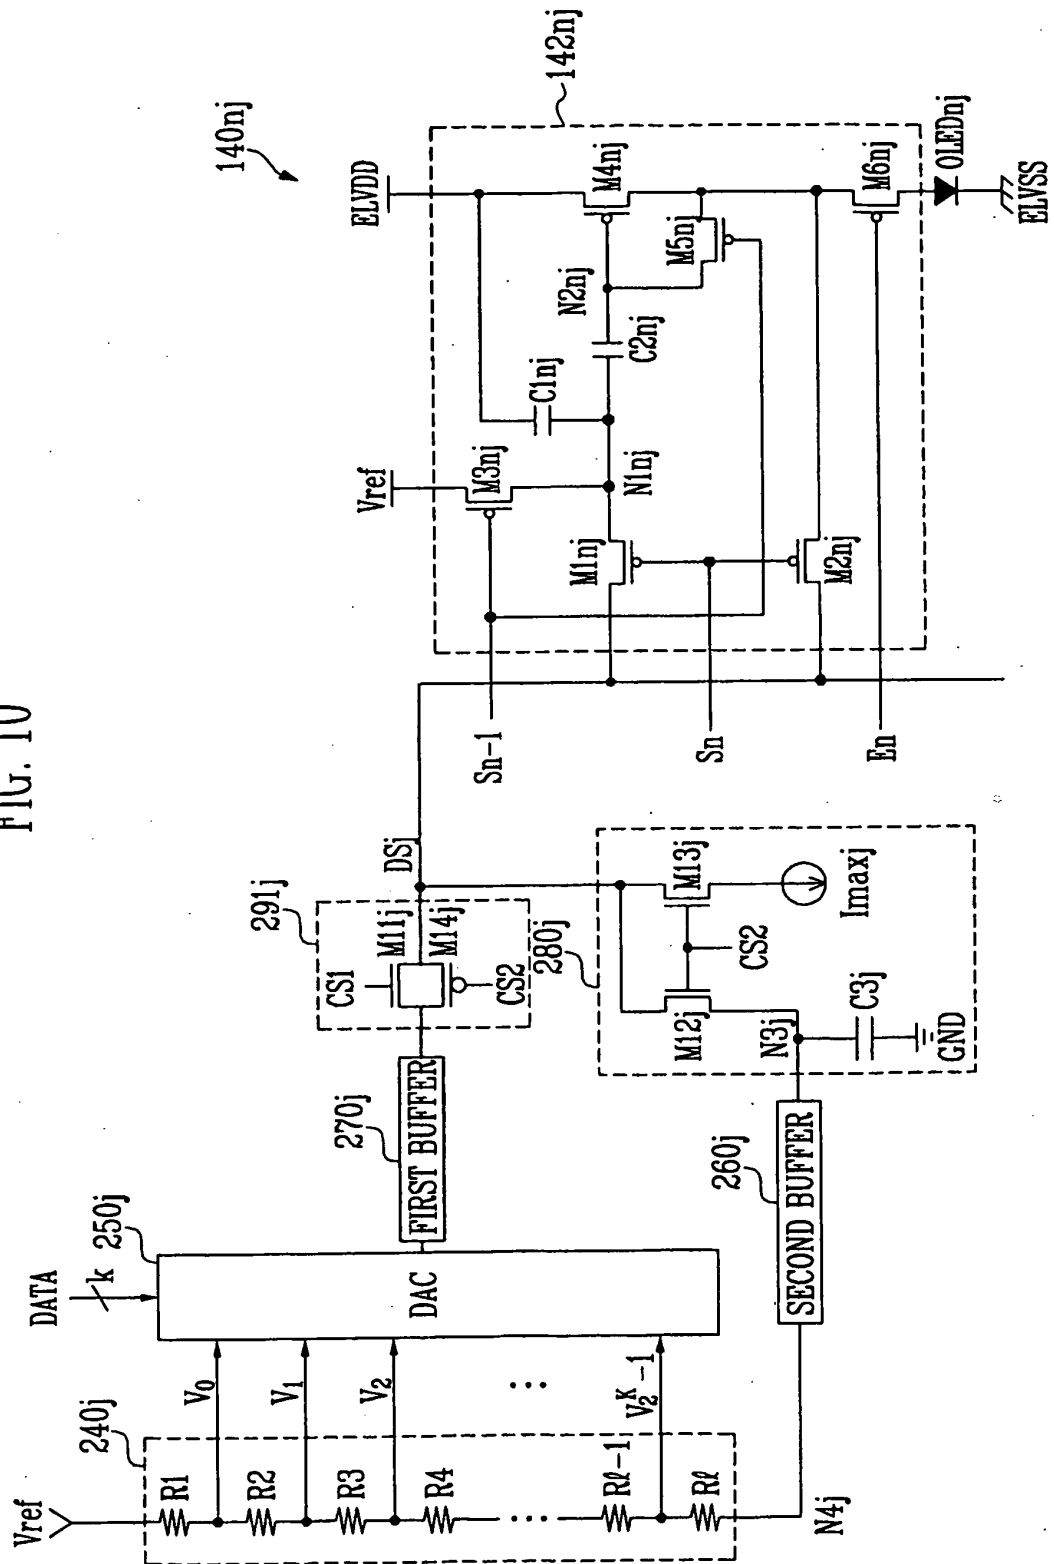 FIG. 10
140nj
142nj
ELVDD
Vref
M3nj
C1nj
N2nj
M4nj
M5nj
C2nj
N1nj
M1nj
M2nj
M6nj
OLEDnj
ELVSS
Sn-1
Sn
En
DSj
291j
CS1
M11j
M14j
CS2
280j
M12j
M13j
CS2
N3j
C3j
GND
Imaxj
270j
FIRST BUFFER
260j
SECOND BUFFER
DATA
k
250j
DAC
240j
Vref
R1
V0
R2
V1
R3
V2
R4
...
...
Rℓ-1
V2^K-1
Rℓ
N4j